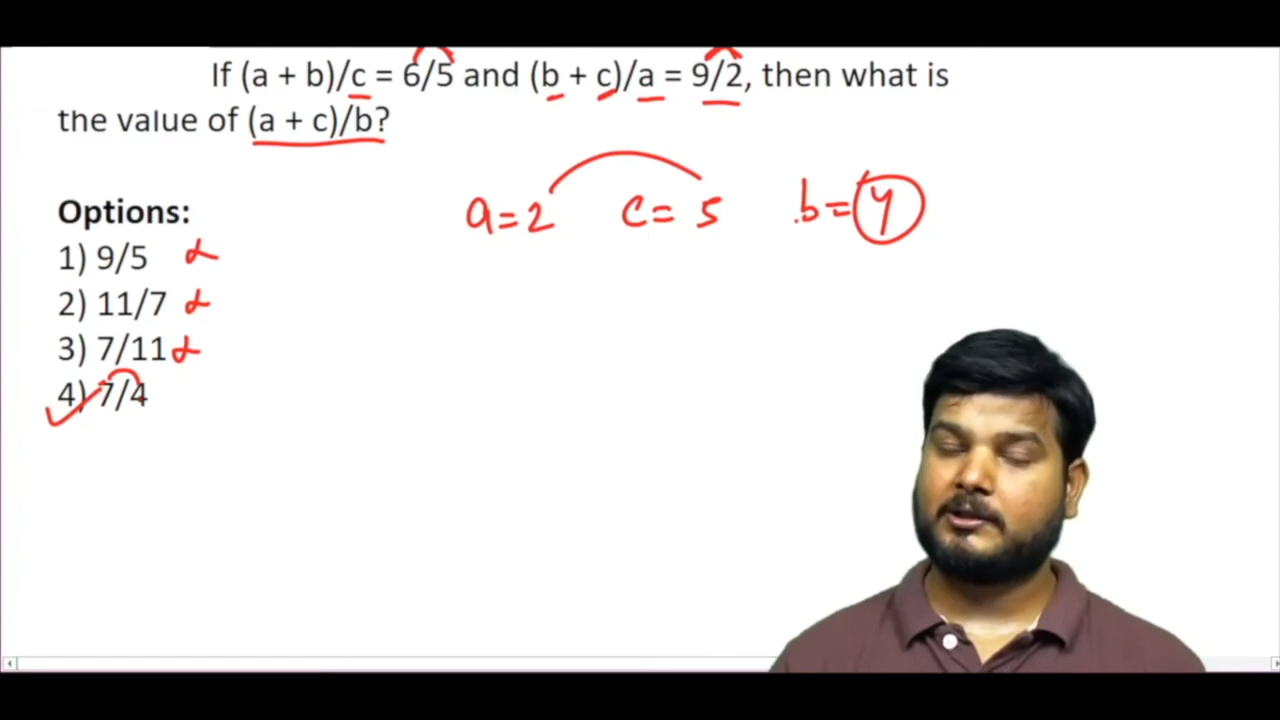 If (a + b)/c = 6/5 and (b + c)/a = 9/2, then what is
the value of (a + c)/b?
a=2 c= 5 b= 4
Options:
1) 9/5
2) 11/7
3) 7/11
4) 7/4